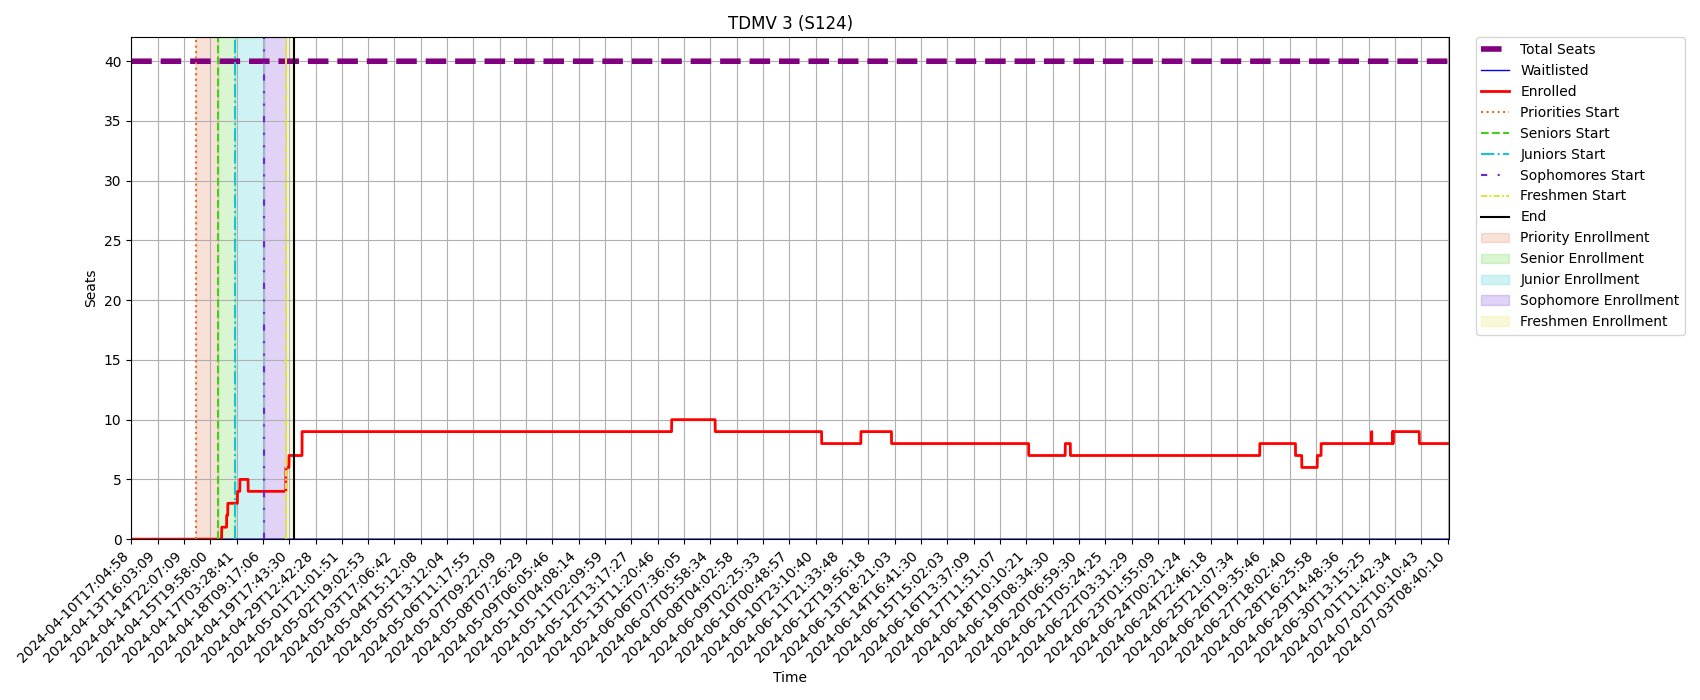 TDMV 3 (S124)
Total Seats
Waitlisted
Enrolled
Priorities Start
Seniors Start
Juniors Start
Sophomores Start
Freshmen Start
End
Priority Enrollment
Senior Enrollment
Junior Enrollment
Sophomore Enrollment
Freshmen Enrollment
Seats
40
35
30
25
20
15
10
5
0
2024-04-10T17:04:58
2024-04-13T16:03:09
2024-04-14T22:07:09
2024-04-15T19:58:00
2024-04-17T03:28:41
2024-04-18T09:17:06
2024-04-19T17:43:30
2024-04-29T12:42:28
2024-05-01T21:01:51
2024-05-02T19:02:53
2024-05-03T17:06:42
2024-05-04T15:12:08
2024-05-05T13:12:04
2024-05-06T11:17:55
2024-05-07T09:22:09
2024-05-08T07:26:29
2024-05-09T06:05:46
2024-05-10T04:08:14
2024-05-11T02:09:59
2024-05-12T13:17:27
2024-05-13T11:20:46
2024-06-06T07:36:05
2024-06-07T05:58:34
2024-06-08T04:02:58
2024-06-09T02:25:33
2024-06-10T00:48:57
2024-06-10T23:10:40
2024-06-11T21:33:48
2024-06-12T19:56:18
2024-06-13T18:21:03
2024-06-14T16:41:30
2024-06-15T15:02:03
2024-06-16T13:37:09
2024-06-17T11:51:07
2024-06-18T10:10:21
2024-06-19T08:34:30
2024-06-20T06:59:30
2024-06-21T05:24:25
2024-06-22T03:31:29
2024-06-23T01:55:09
2024-06-24T00:21:24
2024-06-24T22:46:18
2024-06-25T21:07:34
2024-06-26T19:35:46
2024-06-27T18:02:40
2024-06-28T16:25:58
2024-06-29T14:48:36
2024-06-30T13:15:25
2024-07-01T11:42:34
2024-07-02T10:10:43
2024-07-03T08:40:10
Time